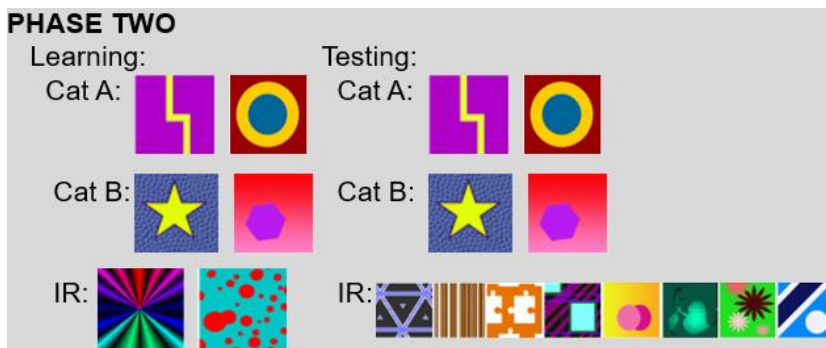 PHASE TWO
Learning: Testing:
Cat A: Cat A:
Cat B: Cat B:
IR: IR: